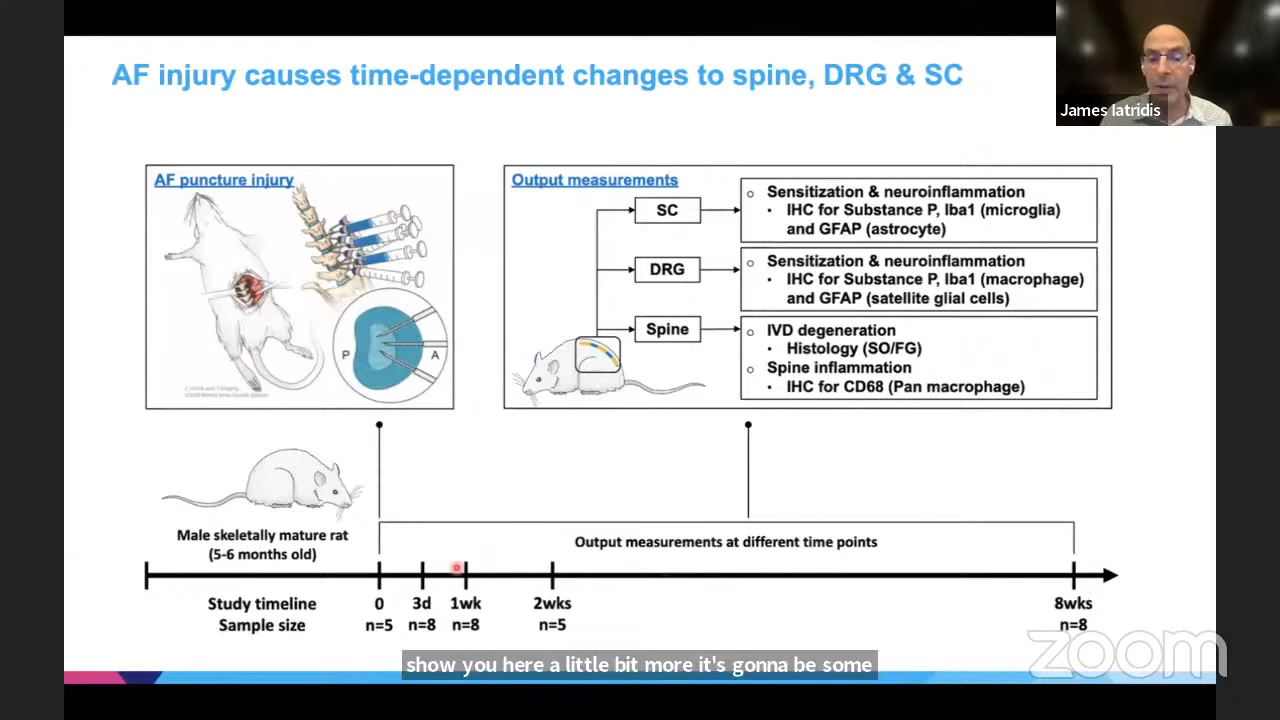 AF injury causes time-dependent changes to spine, DRG & SC
James Iatridis
AF puncture injury
P
A
Output measurements
SC
Sensitization & neuroinflammation
IHC for Substance P, Iba1 (microglia)
and GFAP (astrocyte)
DRG
Sensitization & neuroinflammation
IHC for Substance P, Iba1 (macrophage)
and GFAP (satellite glial cells)
Spine
IVD degeneration
Histology (SO/FG)
Spine inflammation
IHC for CD68 (Pan macrophage)
Male skeletally mature rat
(5-6 months old)
Output measurements at different time points
Study timeline 0 3d 1wk 2wks 8wks
Sample size n=5 n=8 n=8 n=5 n=8
show you here a little bit more it's gonna be some
zoom